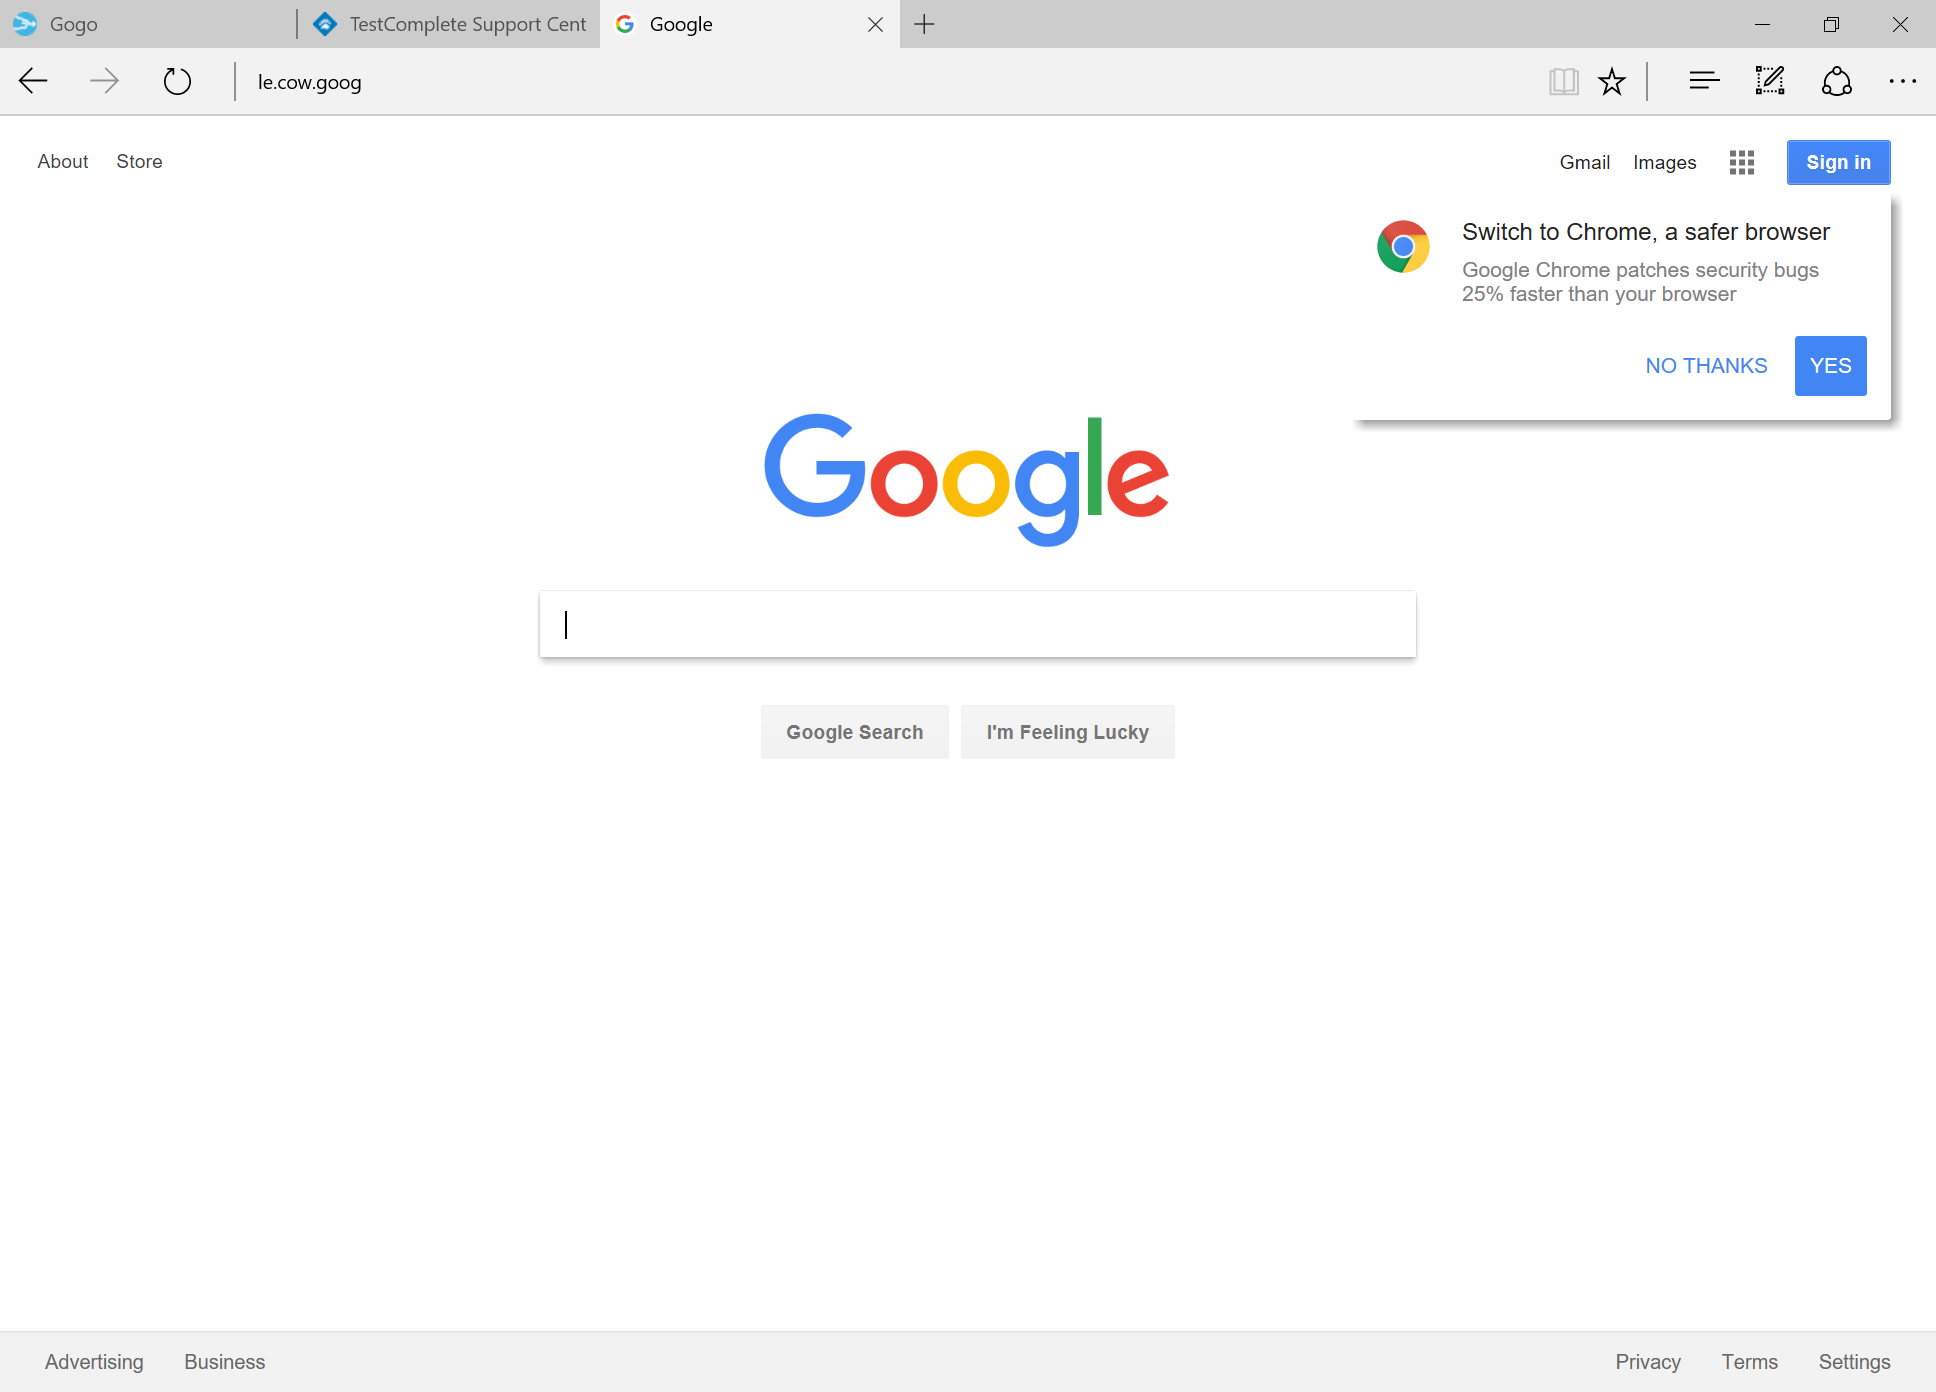 Gogo
TestComplete Support Cent
Google
le.cow.goog
About Store
Gmail Images Sign in
Switch to Chrome, a safer browser
Google Chrome patches security bugs
25% faster than your browser
NO THANKS YES
Google
Google Search I'm Feeling Lucky
Advertising Business
Privacy Terms Settings